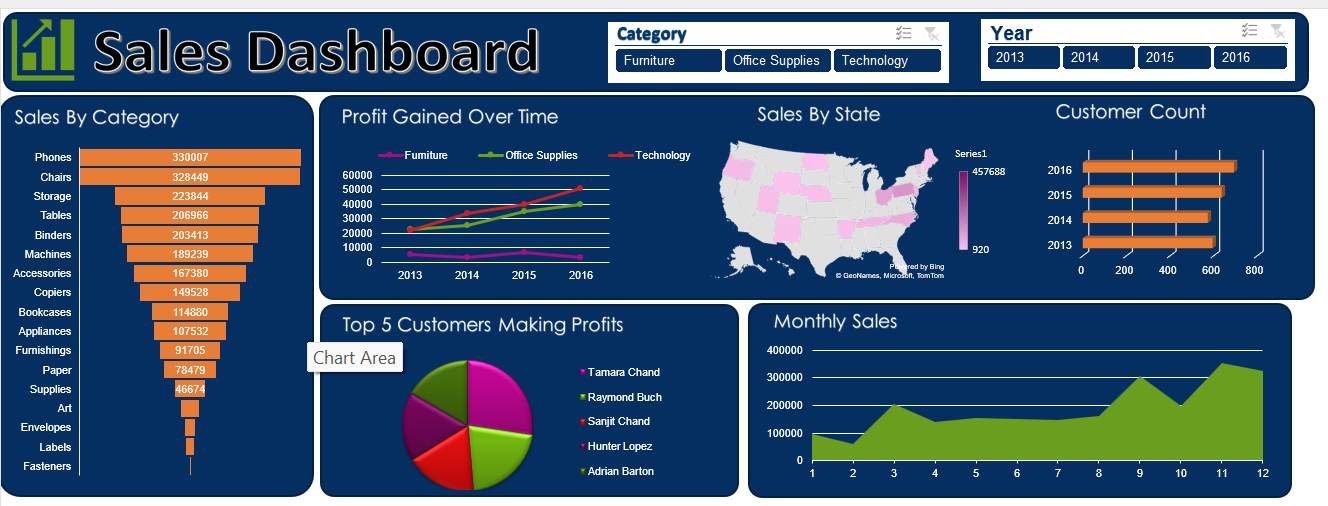 Sales Dashboard
Category
Furniture
Office Supplies
Technology
Year
2013
2014
2015
2016
Sales By Category
Phones 330007
Chairs 328449
Storage 223844
Tables 206966
Binders 203413
Machines 189239
Accessories 167380
Copiers 149528
Bookcases 114880
Appliances 107532
Furnishings 91705
Paper 78479
Supplies 46674
Art
Envelopes
Labels
Fasteners
Profit Gained Over Time
Furniture
Office Supplies
Technology
60000
50000
40000
30000
20000
10000
0
2013 2014 2015 2016
Sales By State
Series1
457688
920
Powered by Bing
© GeoNames, Microsoft, TomTom
Customer Count
2016
2015
2014
2013
0 200 400 600 800
Top 5 Customers Making Profits
Chart Area
Tamara Chand
Raymond Buch
Sanjit Chand
Hunter Lopez
Adrian Barton
Monthly Sales
400000
300000
200000
100000
0
1 2 3 4 5 6 7 8 9 10 11 12